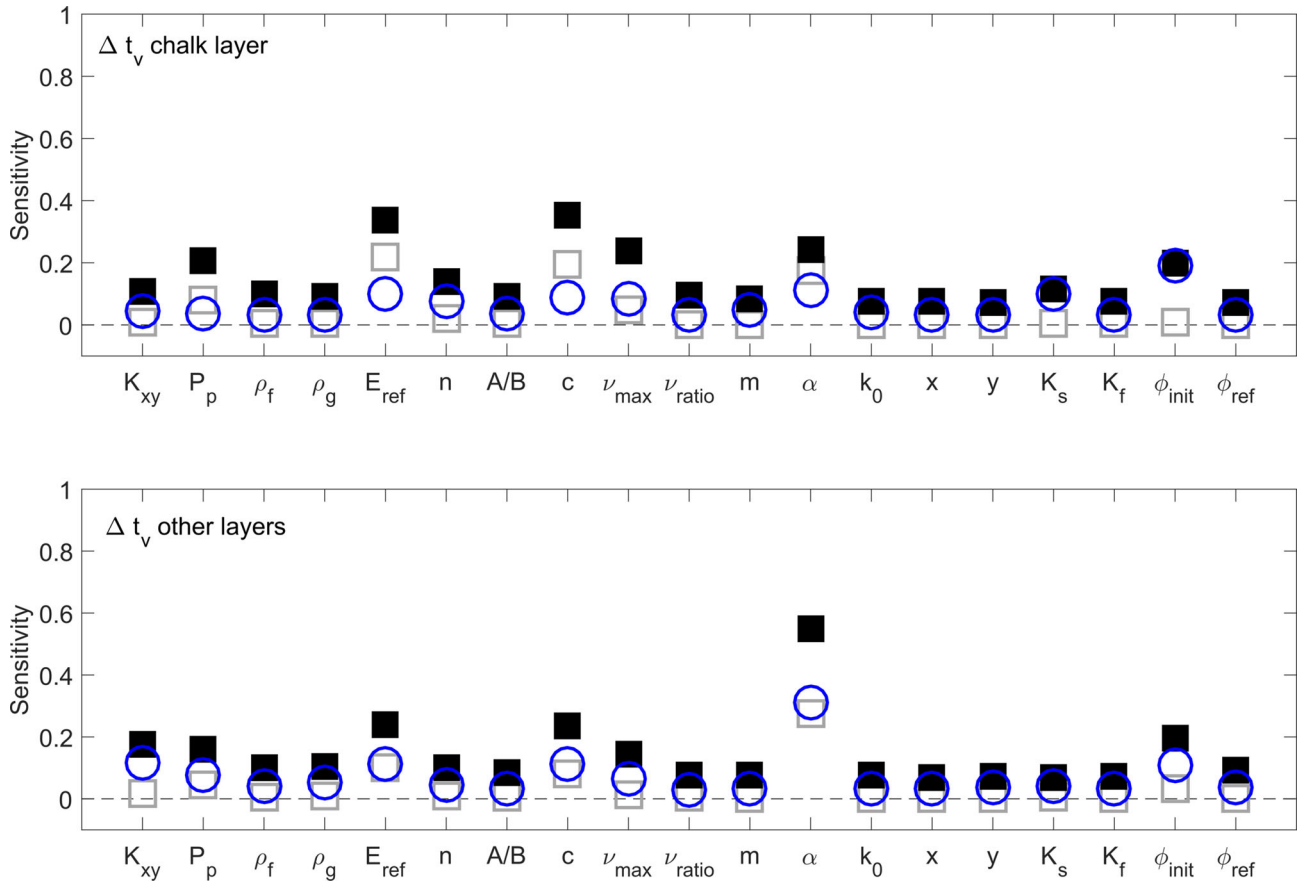 Δ t_v chalk layer
Sensitivity
1
0.8
0.6
0.4
0.2
0
K_xy P_p ρ_f ρ_g E_ref n A/B c ν_max ν_ratio m α k_0 x y K_s K_f ϕ_init ϕ_ref
Δ t_v other layers
Sensitivity
1
0.8
0.6
0.4
0.2
0
K_xy P_p ρ_f ρ_g E_ref n A/B c ν_max ν_ratio m α k_0 x y K_s K_f ϕ_init ϕ_ref